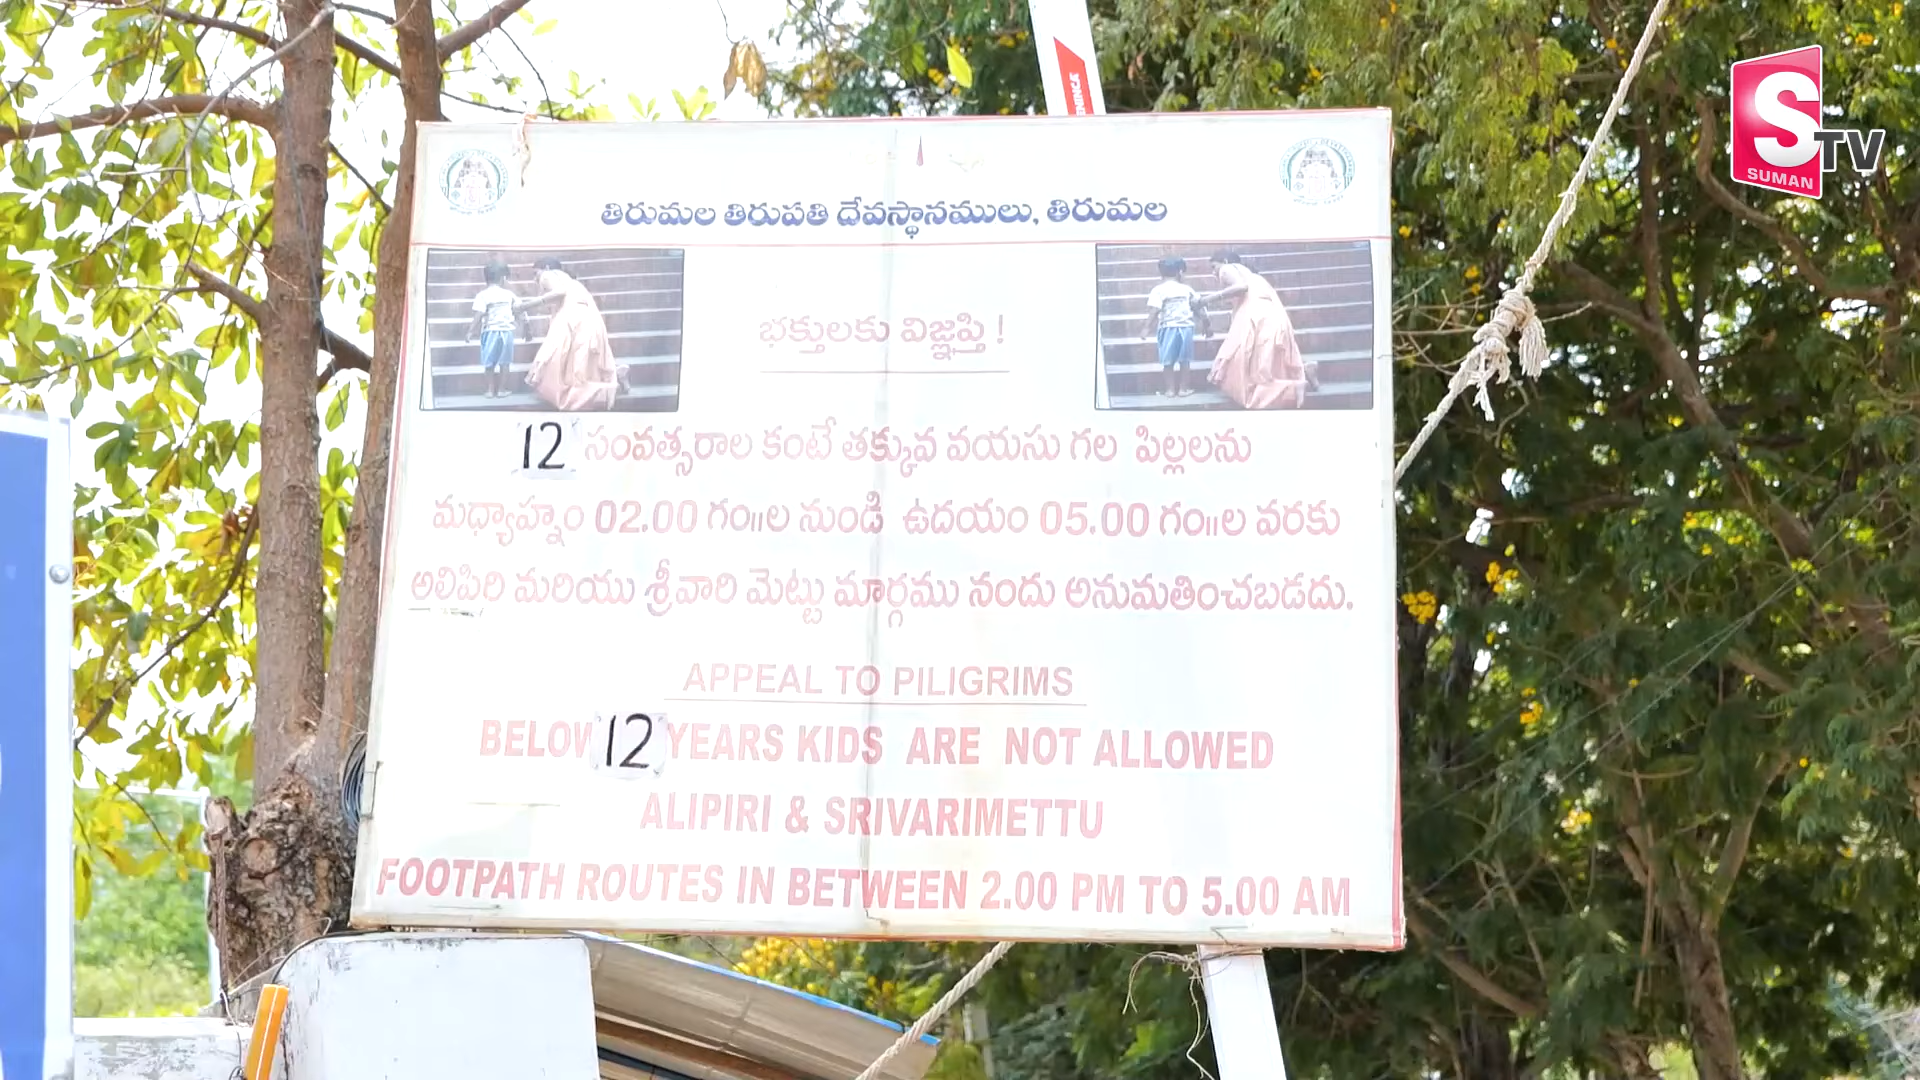 S TV
SUMAN
తిరుమల తిరుపతి దేవస్థానములు, తిరుమల
భక్తులకు విజ్ఞప్తి !
12 సంవత్సరాల కంటే తక్కువ వయసు గల పిల్లలను
మధ్యాహ్నం 02.00 గం॥ల నుండి ఉదయం 05.00 గం॥ల వరకు
అలిపిరి మరియు శ్రీవారి మెట్టు మార్గము నందు అనుమతించబడదు.
APPEAL TO PILIGRIMS
BELOW 12 YEARS KIDS ARE NOT ALLOWED
ALIPIRI & SRIVARIMETTU
FOOTPATH ROUTES IN BETWEEN 2.00 PM TO 5.00 AM